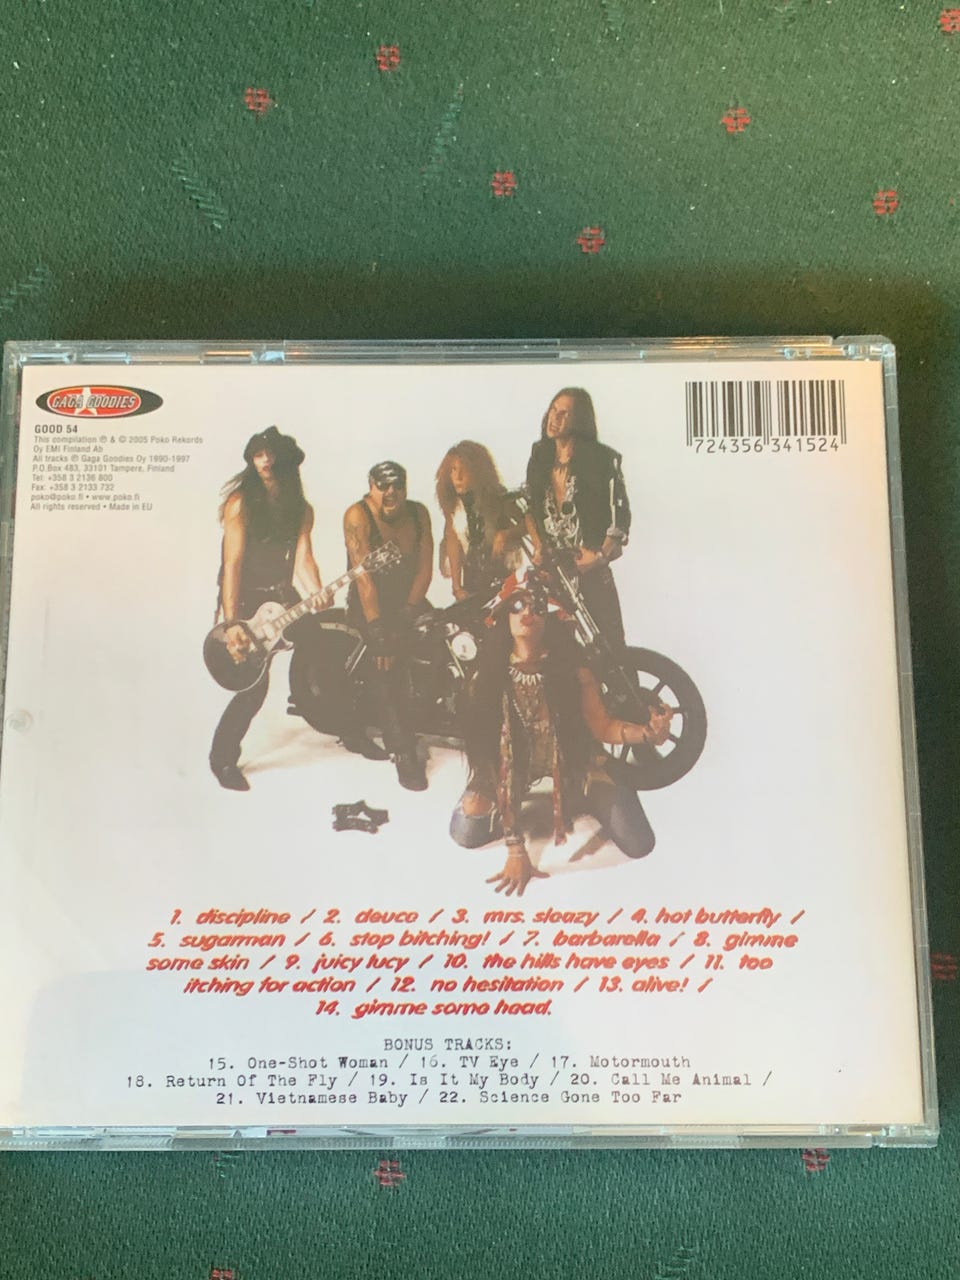 GAGA GOODIES
GOOD 54
This compilation ℗ & © 2005 Poko Rekords
Oy EMI Finland Ab
All tracks ℗ Gaga Goodies Oy 1990-1997
P.O.Box 483, 33101 Tampere, Finland
Tel: +358 3 2136 800
Fax: +358 3 2133 732
poko@poko.fi • www.poko.fi
All rights reserved • Made in EU
7 24356 34152 4
1. discipline / 2. deuce / 3. mrs. sleazy / 4. hot butterfly /
5. sugarman / 6. stop bitching! / 7. barbarella / 8. gimme
some skin / 9. juicy lucy / 10. the hills have eyes / 11. too
itching for action / 12. no hesitation / 13. alive! /
14. gimme some head.
BONUS TRACKS:
15. One-Shot Woman / 16. TV Eye / 17. Motormouth
18. Return Of The Fly / 19. Is It My Body / 20. Call Me Animal /
21. Vietnamese Baby / 22. Science Gone Too Far